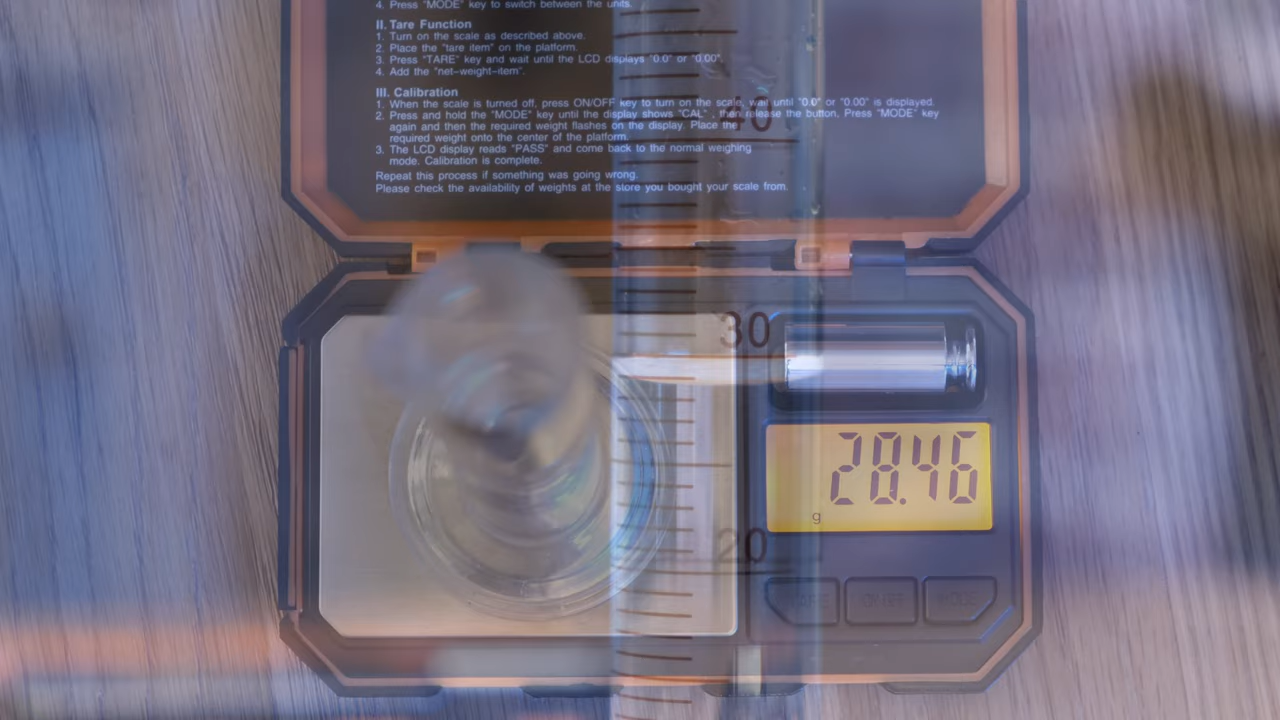 4. Press "MODE" key to switch between the units.
II. Tare Function
1. Turn on the scale as described above.
2. Place the "tare item" on the platform.
3. Press "TARE" key and wait until the LCD displays "0.0" or "0.00".
4. Add the "net-weight-item".
III. Calibration
1. When the scale is turned off, press ON/OFF key to turn on the scale, wait until "0.0" or "0.00" is displayed.
2. Press and hold the "MODE" key until the display shows "CAL" , then release the button. Press "MODE" key
again and then the required weight flashes on the display. Place the
required weight onto the center of the platform.
3. The LCD display reads "PASS" and come back to the normal weighing
mode. Calibration is complete.
Repeat this process if something was going wrong.
Please check the availability of weights at the store you bought your scale from.
40
30
28.46
g
20
TARE ON/OFF MODE